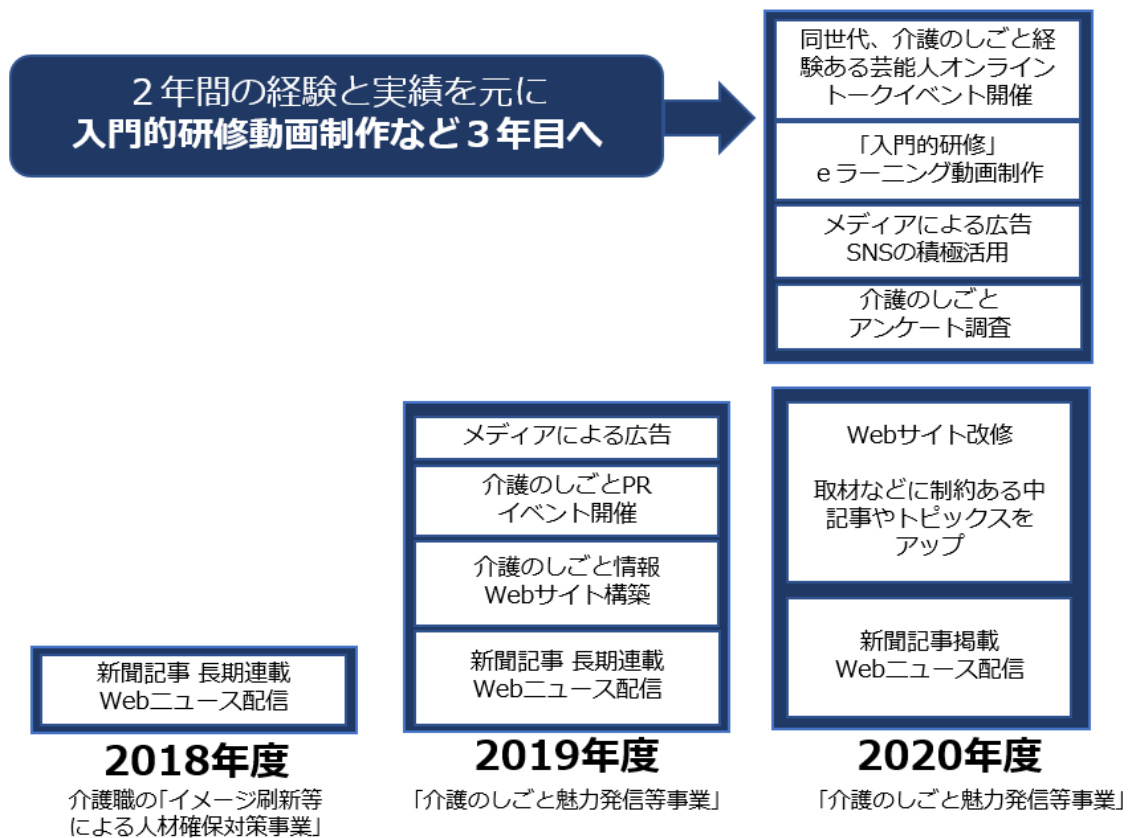 ２年間の経験と実績を元に
入門的研修動画制作など３年目へ
同世代、介護のしごと経
験ある芸能人オンライン
トークイベント開催
「入門的研修」
ｅラーニング動画制作
メディアによる広告
SNSの積極活用
介護のしごと
アンケート調査
メディアによる広告
介護のしごとPR
イベント開催
介護のしごと情報
Webサイト構築
新聞記事 長期連載
Webニュース配信
Webサイト改修
取材などに制約ある中
記事やトピックスを
アップ
新聞記事掲載
Webニュース配信
新聞記事 長期連載
Webニュース配信
2018年度
介護職の「イメージ刷新等
による人材確保対策事業」
2019年度
「介護のしごと魅力発信等事業」
2020年度
「介護のしごと魅力発信等事業」